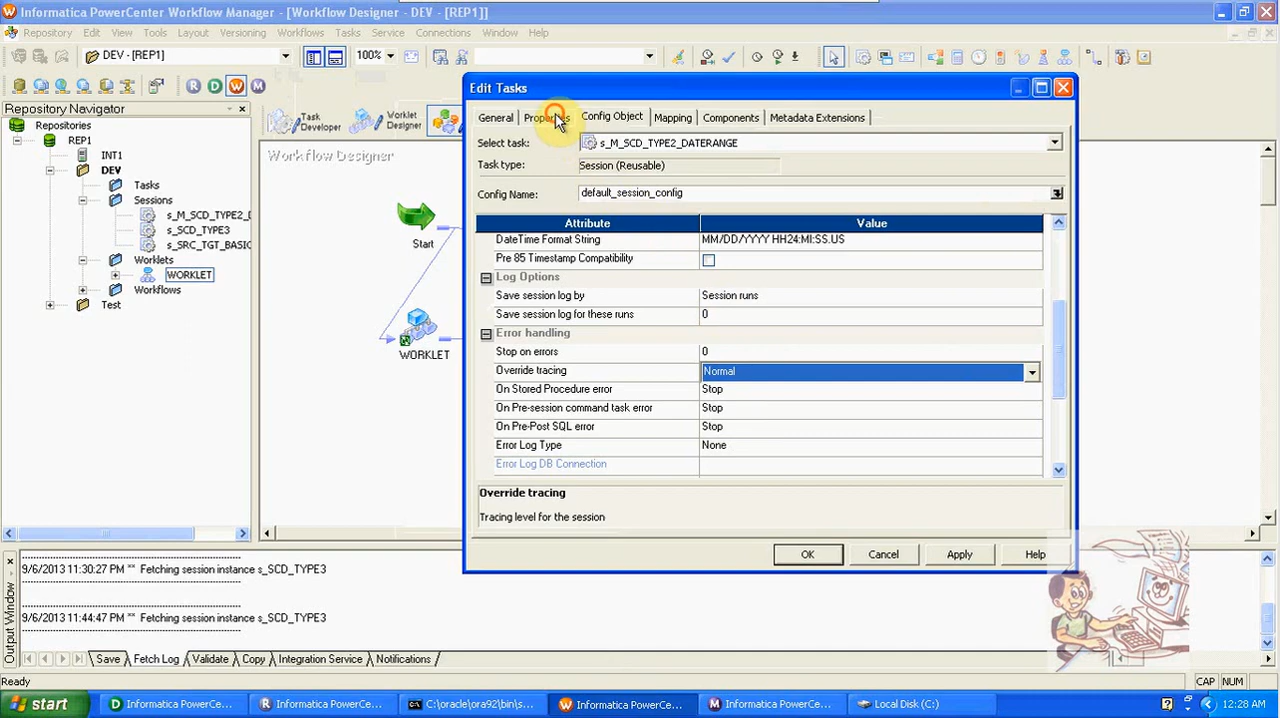 Informatica PowerCenter Workflow Manager - [Workflow Designer - DEV - [REP1]]
Repository Edit View Tools Layout Versioning Workflows Tasks Service Connections Window Help
DEV - [REP1] 100%
Repository Navigator
Repositories
REP1
INT1
DEV
Tasks
Sessions
s_M_SCD_TYPE2_D
s_SCD_TYPE3
s_SRC_TGT_BASIC
Worklets
WORKLET
Workflows
Test
Task Developer
Worklet Designer
Workflow Designer
Start
WORKLET
Edit Tasks
General Config Object Mapping Components Metadata Extensions
Select task: s_M_SCD_TYPE2_DATERANGE
Task type: Session (Reusable)
Config Name: default_session_config
Attribute Value
DateTime Format String MM/DD/YYYY HH24:MI:SS.US
Pre 85 Timestamp Compatibility
Log Options
Save session log by Session runs
Save session log for these runs 0
Error handling
Stop on errors 0
Override tracing Normal
On Stored Procedure error Stop
On Pre-session command task error Stop
On Pre-Post SQL error Stop
Error Log Type None
Error Log DB Connection
Override tracing
Tracing level for the session
OK Cancel Apply Help
Output Window
9/6/2013 11:30:27 PM ** Fetching session instance s_SCD_TYPE3
9/6/2013 11:44:47 PM ** Fetching session instance s_SCD_TYPE3
Save Fetch Log Validate Copy Integration Service Notifications
Ready CAP NUM
start Informatica PowerCe... Informatica PowerCe... C:\oracle\ora92\bin\s... Informatica PowerCe... Informatica PowerCe... Local Disk (C:) 12:28 AM